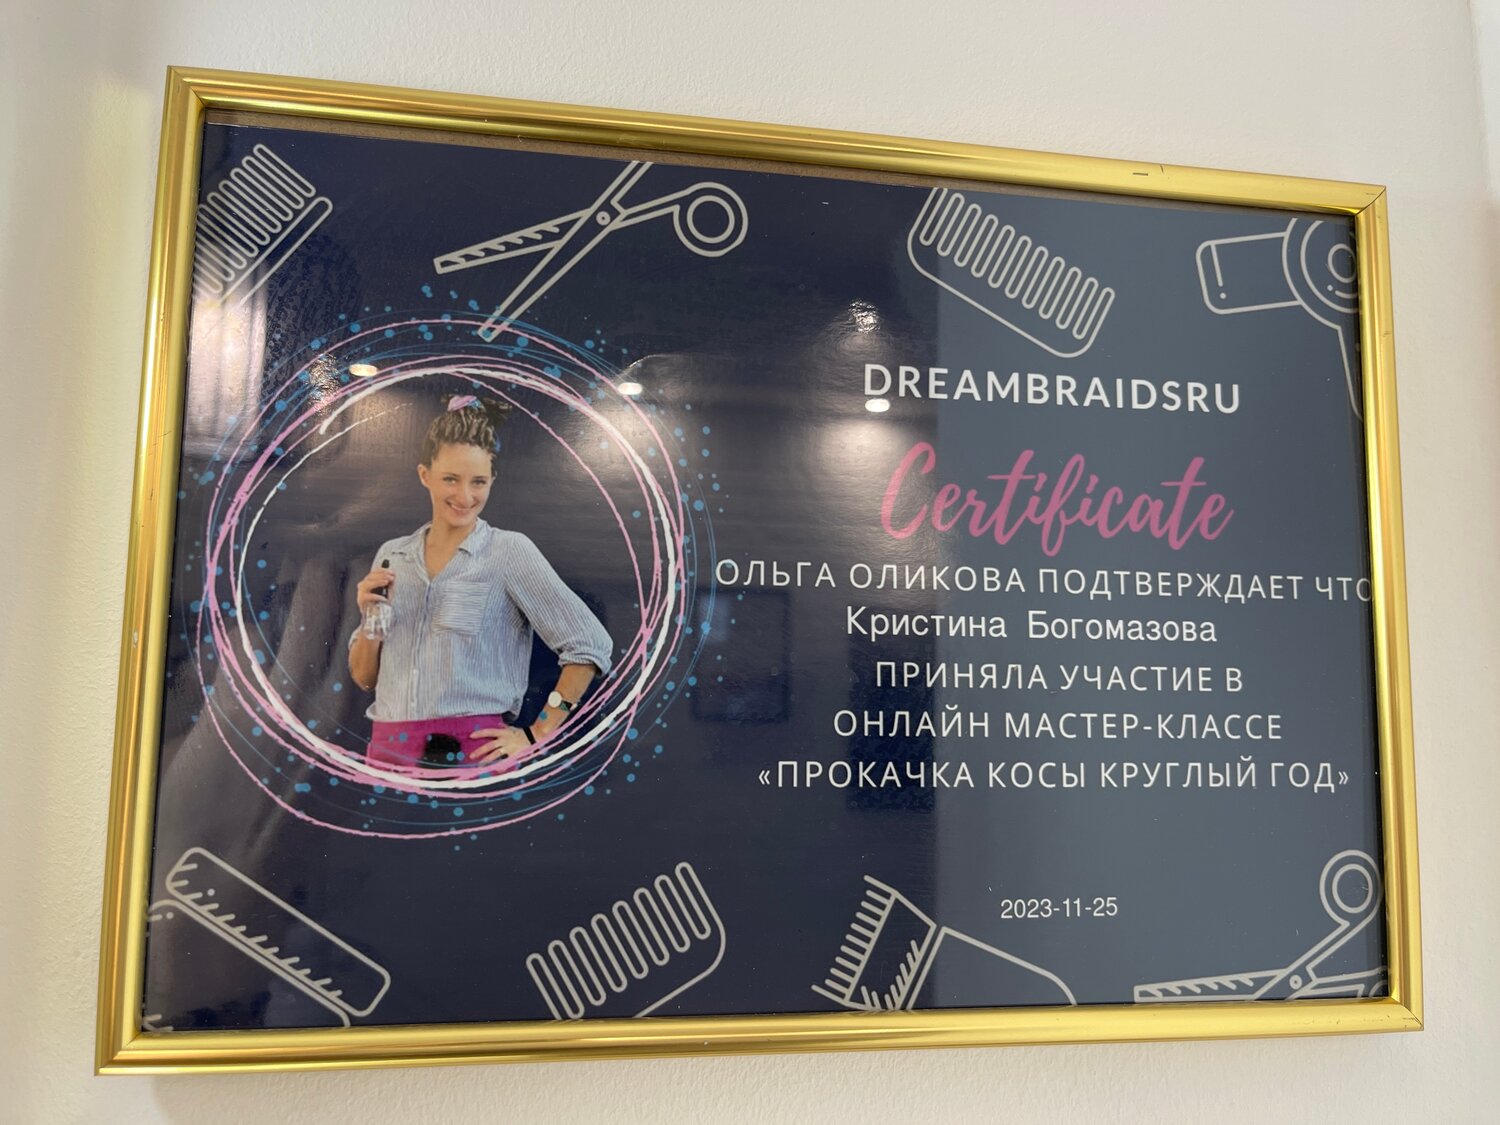 DREAMBRAIDSRU
Certificate
ОЛЬГА ОЛИКОВА ПОДТВЕРЖДАЕТ ЧТО
Кристина Богомазова
ПРИНЯЛА УЧАСТИЕ В
ОНЛАЙН МАСТЕР-КЛАССЕ
«ПРОКАЧКА КОСЫ КРУГЛЫЙ ГОД»
2023-11-25